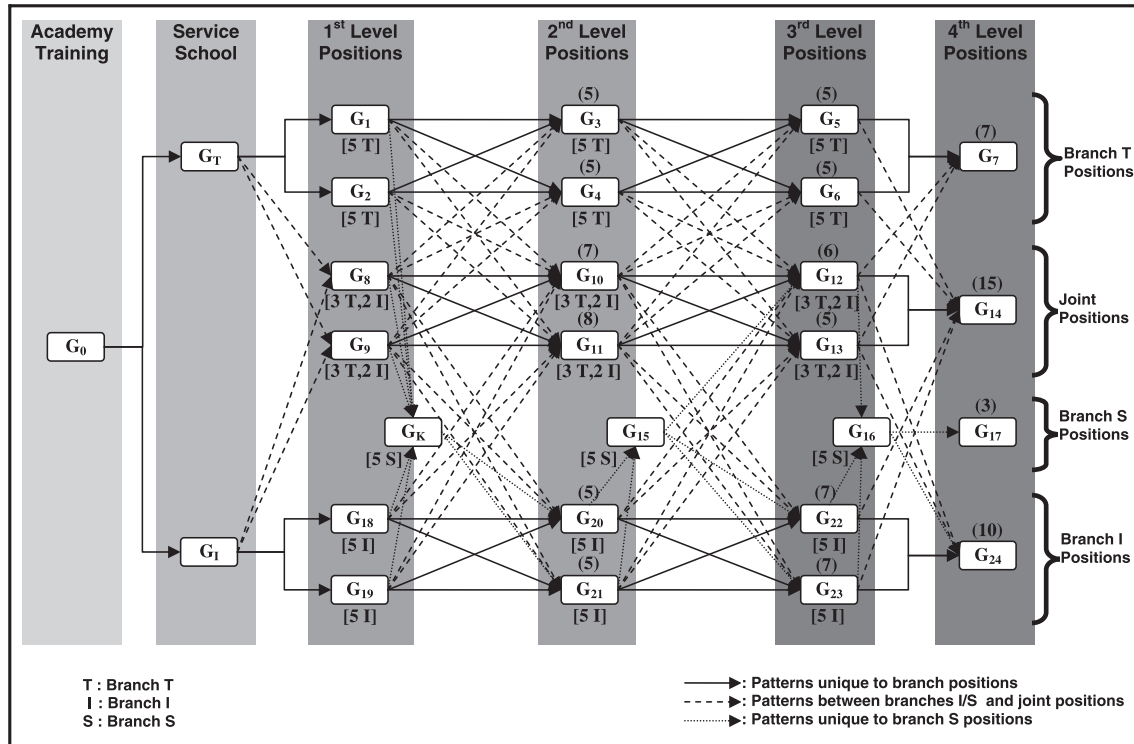 Academy Training
Service School
1st Level Positions
2nd Level Positions
3rd Level Positions
4th Level Positions
(5)
(5)
G1
G3
G5
(7)
[5 T]
[5 T]
[5 T]
GT
G7
Branch T Positions
(5)
(5)
G2
G4
G6
[5 T]
[5 T]
[5 T]
(7)
(6)
G8
G10
G12
(15)
[3 T,2 I]
[3 T,2 I]
[3 T,2 I]
G14
Joint Positions
(8)
(5)
G0
G9
G11
G13
[3 T,2 I]
[3 T,2 I]
[3 T,2 I]
(3)
GK
G15
G16
G17
Branch S Positions
[5 S]
[5 S]
[5 S]
(5)
(7)
G18
G20
G22
[5 I]
[5 I]
[5 I]
(10)
GI
G24
Branch I Positions
(5)
(7)
G19
G21
G23
[5 I]
[5 I]
[5 I]
T : Branch T
I : Branch I
S : Branch S
: Patterns unique to branch positions
: Patterns between branches I/S and joint positions
: Patterns unique to branch S positions